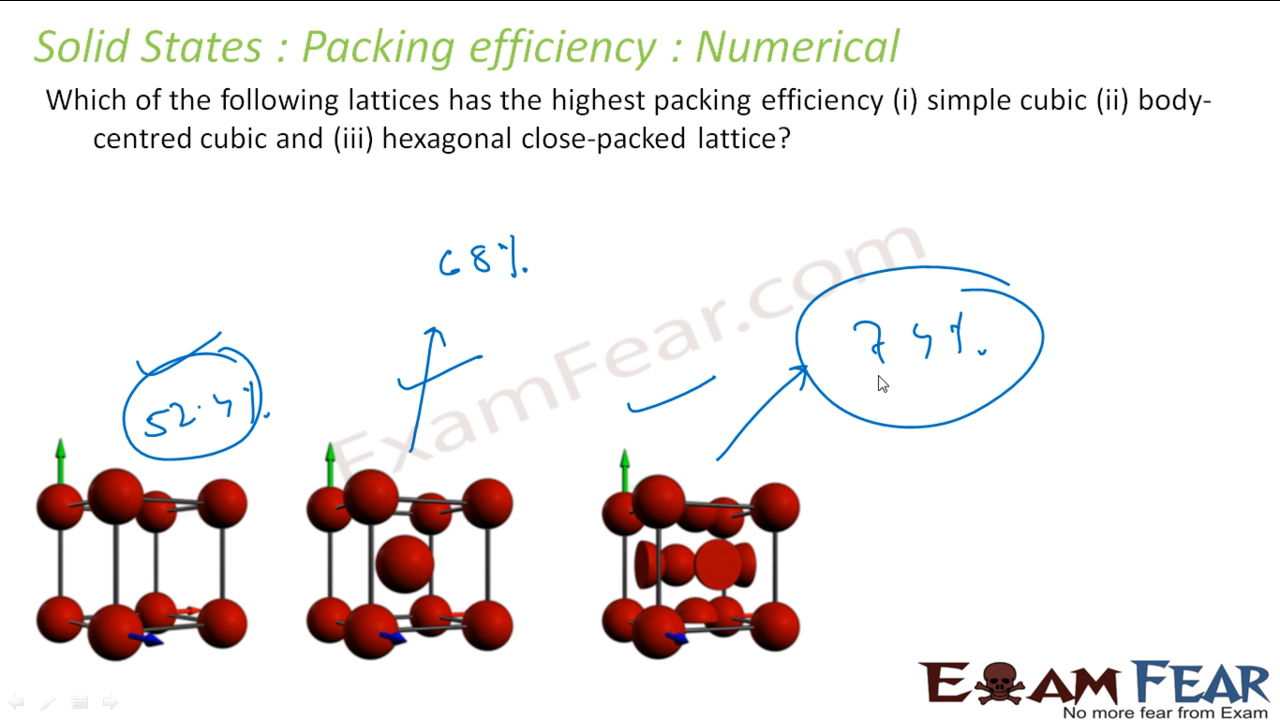 Solid States : Packing efficiency : Numerical
Which of the following lattices has the highest packing efficiency (i) simple cubic (ii) body-
centred cubic and (iii) hexagonal close-packed lattice?
68%.
74%.
52.4%.
ExamFear.com
EXAM FEAR
No more fear from Exam